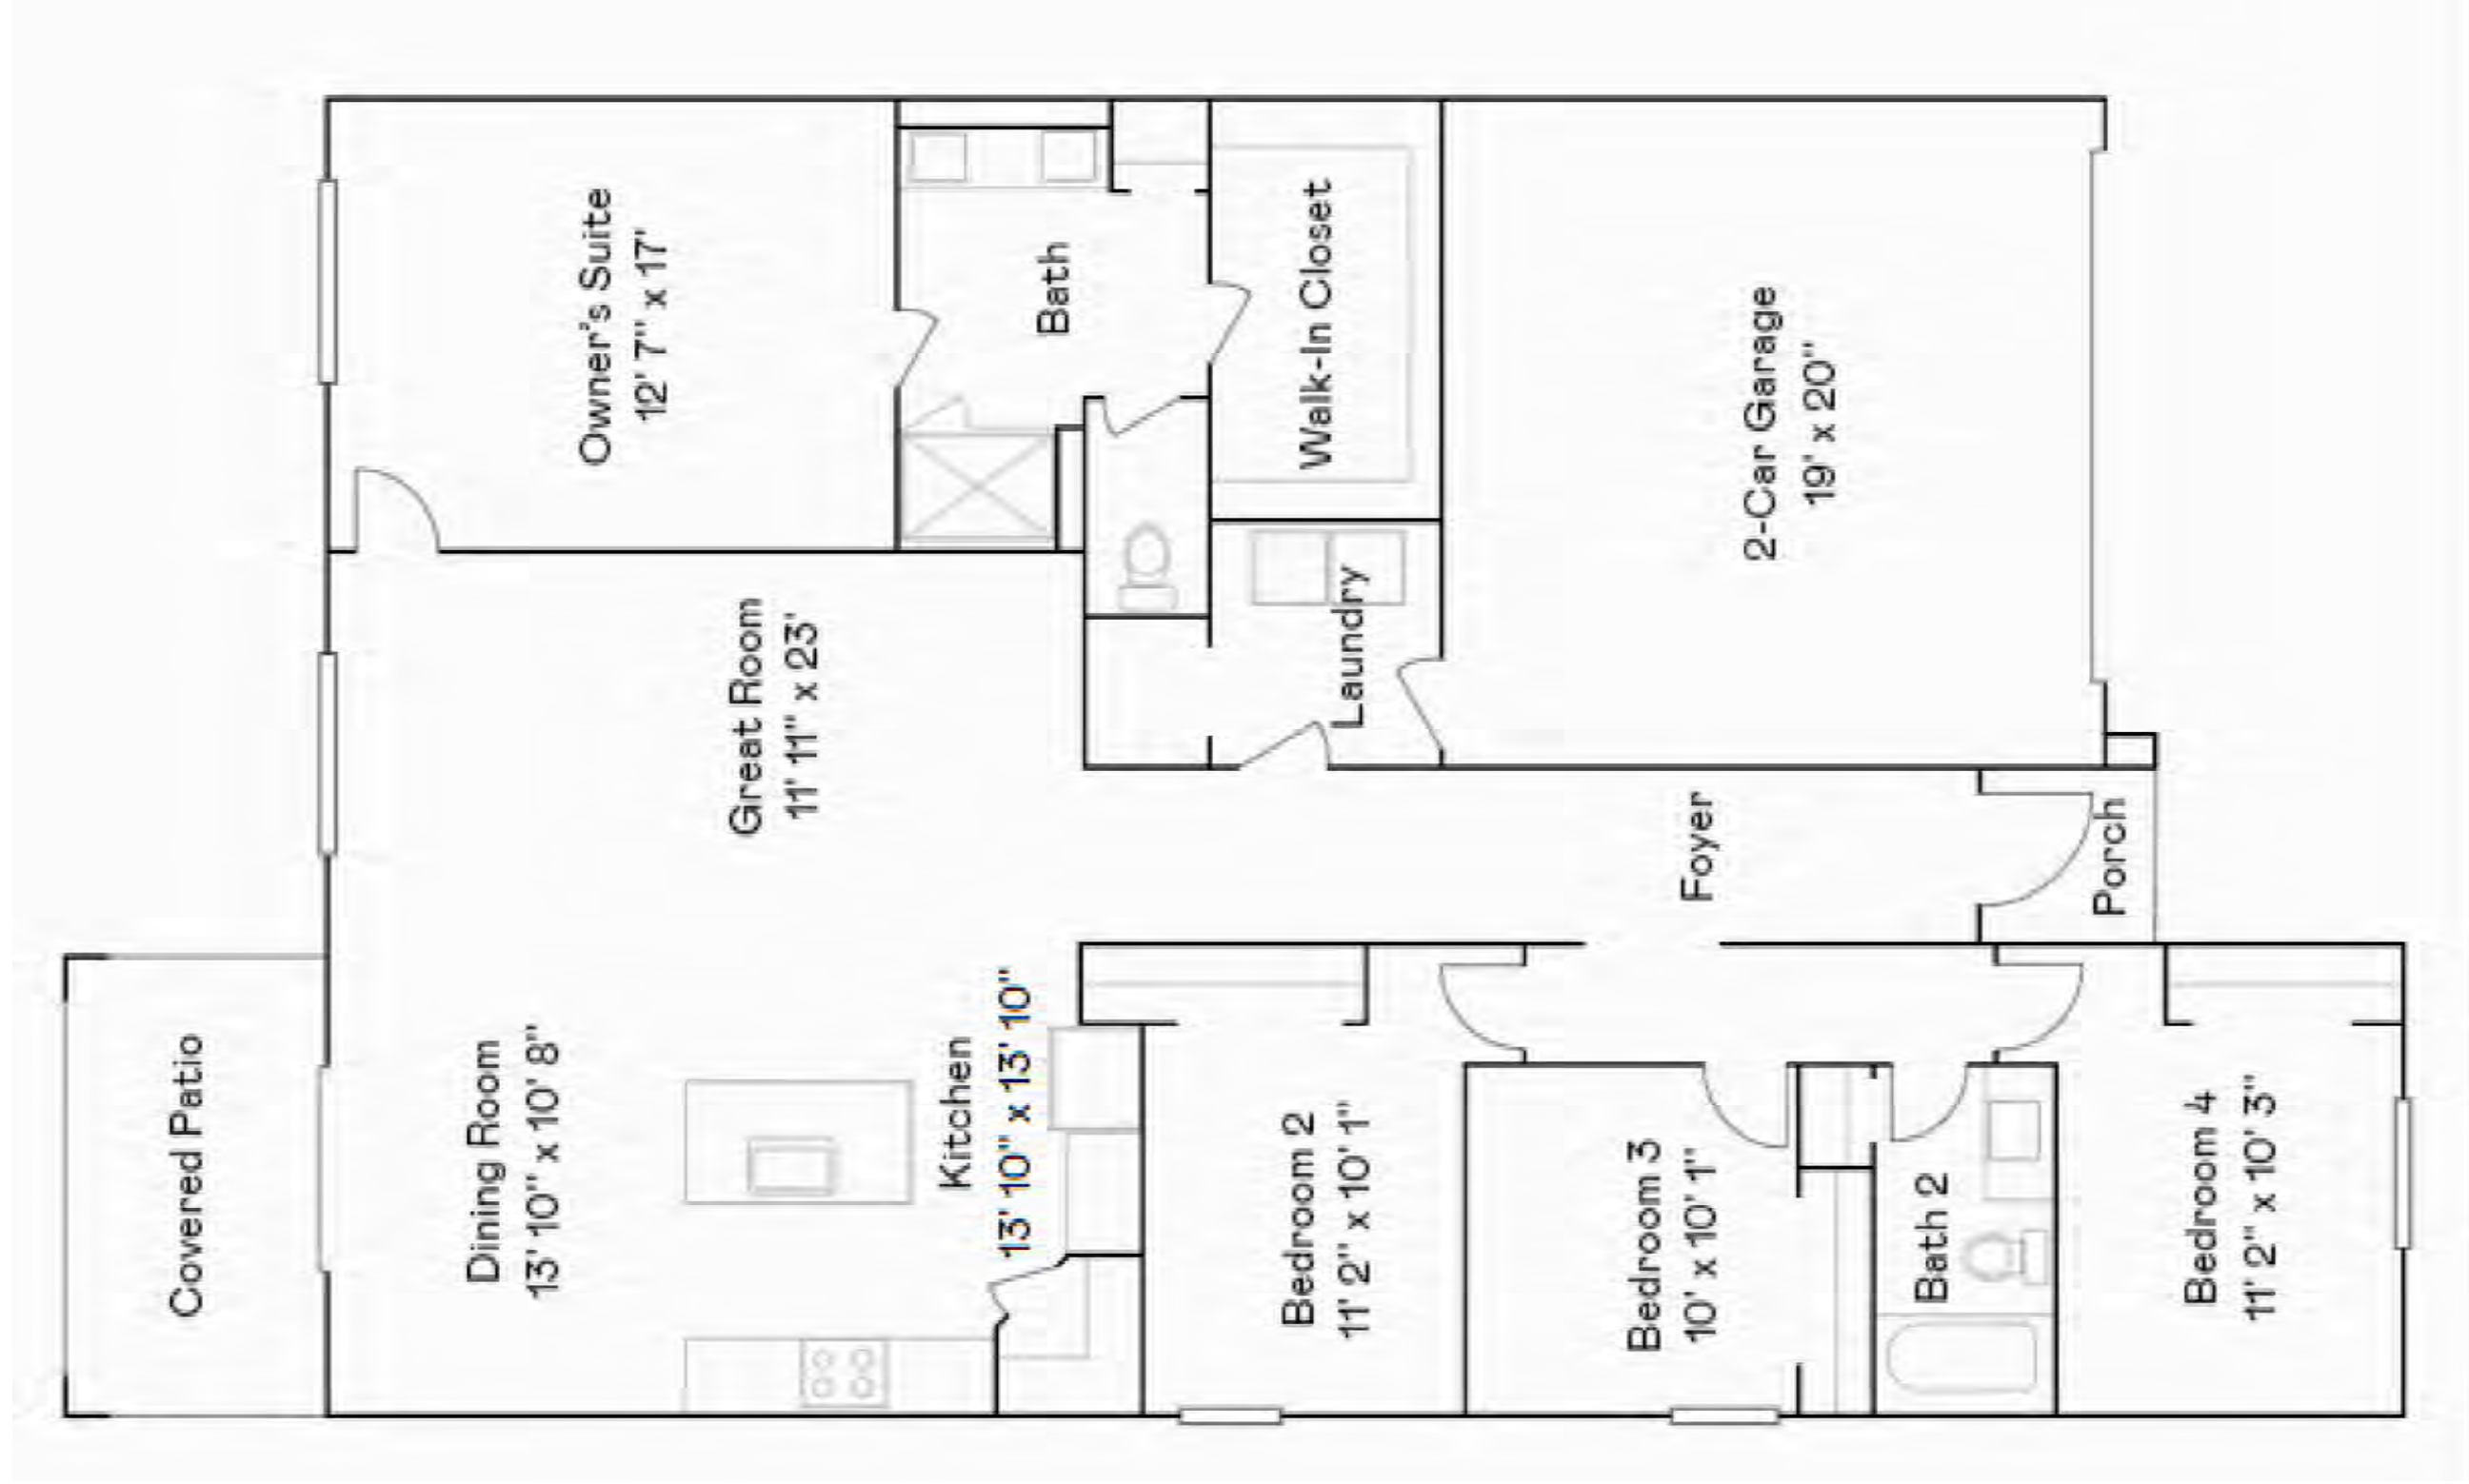 Covered Patio
Dining Room
13' 10" x 10' 8"
Kitchen
13' 10" x 13' 10"
Great Room
11' 11" x 23'
Owner's Suite
12' 7" x 17'
Bath
Walk-In Closet
Laundry
2-Car Garage
19' x 20"
Foyer
Porch
Bedroom 2
11' 2" x 10' 1"
Bedroom 3
10' x 10' 1"
Bath 2
Bedroom 4
11' 2" x 10' 3"